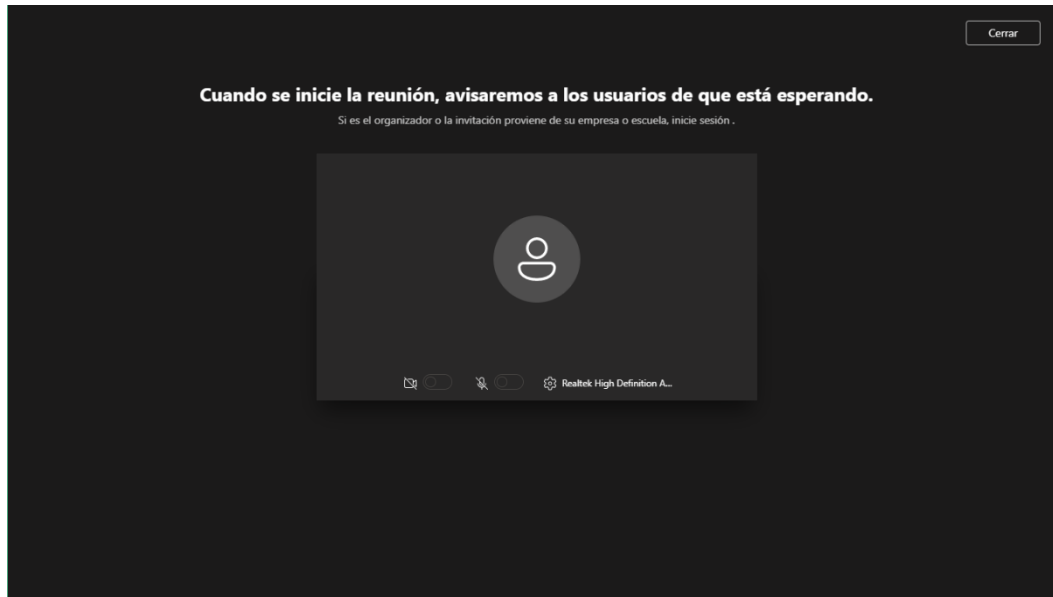 Cerrar
Cuando se inicie la reunión, avisaremos a los usuarios de que está esperando.
Si es el organizador o la invitación proviene de su empresa o escuela, inicie sesión .
Realtek High Definition A...